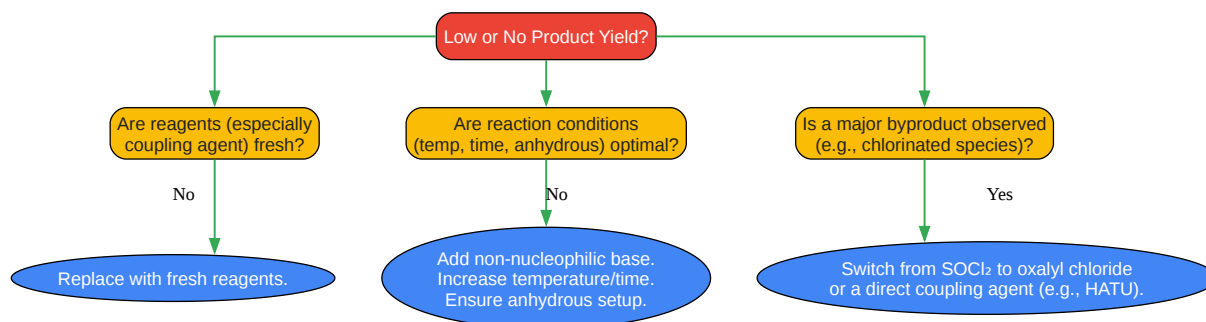 Low or No Product Yield?
Are reagents (especially
coupling agent) fresh?
Are reaction conditions
(temp, time, anhydrous) optimal?
Is a major byproduct observed
(e.g., chlorinated species)?
No
No
Yes
Replace with fresh reagents.
Add non-nucleophilic base.
Increase temperature/time.
Ensure anhydrous setup.
Switch from SOCl₂ to oxalyl chloride
or a direct coupling agent (e.g., HATU).